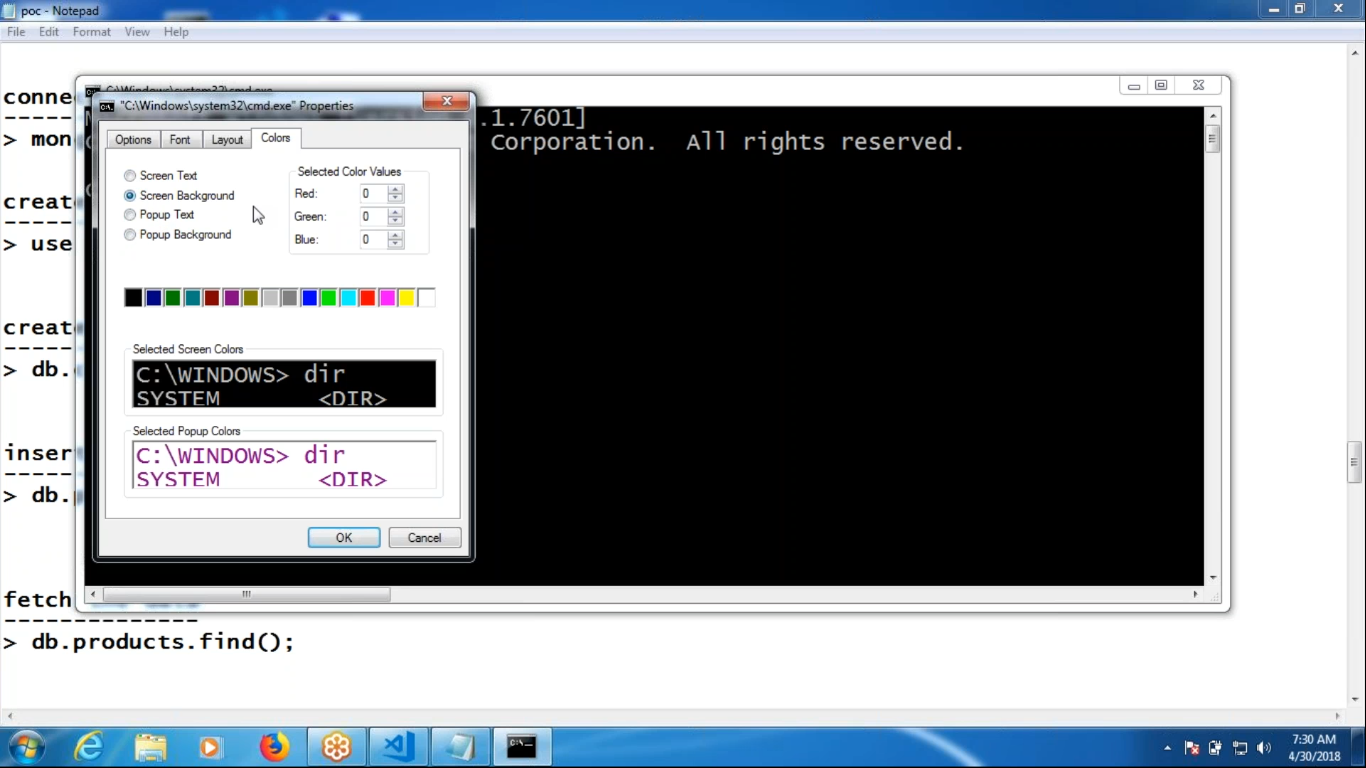 poc - Notepad
File Edit Format View Help
conne
-----
> mon
create
-----
> use
create
-----
> db.
insert
-----
> db.
fetch
--------------
> db.products.find();
C:\Windows\system32\cmd.exe
.1.7601]
Corporation. All rights reserved.
"C:\Windows\system32\cmd.exe" Properties
Options Font Layout Colors
Screen Text
Screen Background
Popup Text
Popup Background
Selected Color Values
Red: 0
Green: 0
Blue: 0
Selected Screen Colors
C:\WINDOWS> dir
SYSTEM <DIR>
Selected Popup Colors
C:\WINDOWS> dir
SYSTEM <DIR>
OK Cancel
C:\
7:30 AM
4/30/2018